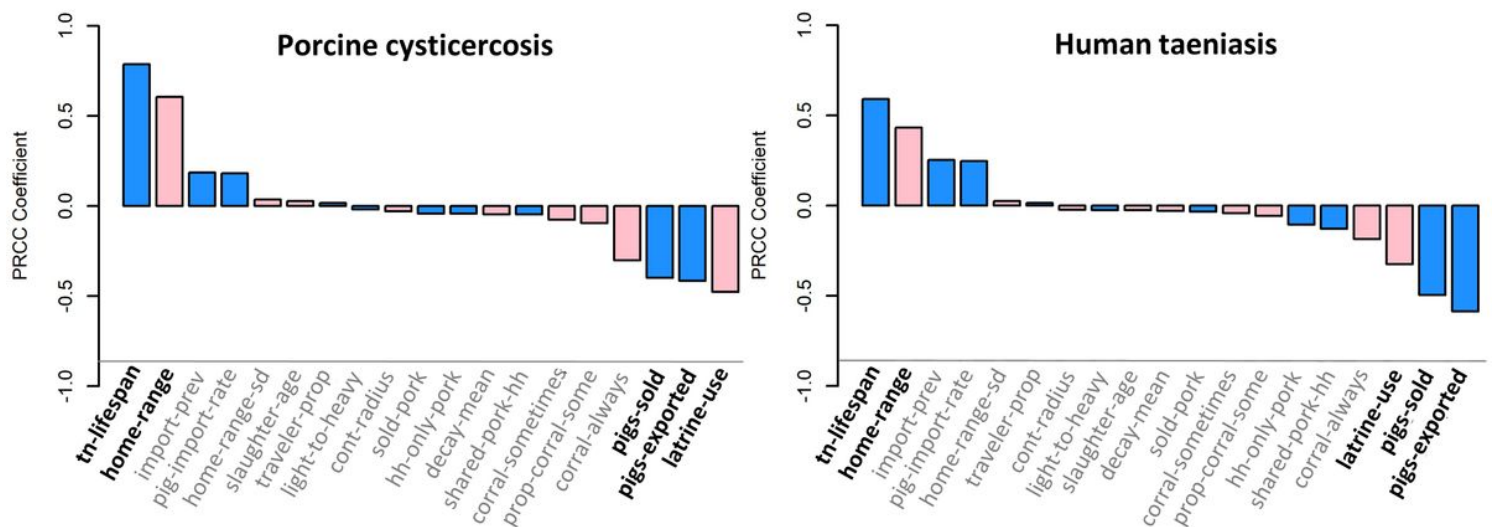 Porcine cysticercosis
PRCC Coefficient
1.0
0.5
0.0
-0.5
-1.0
tn-lifespan
home-range
import-prev
pig-import-rate
home-range-sd
slaughter-age
traveler-prop
light-to-heavy
cont-radius
sold-pork
hh-only-pork
decay-mean
shared-pork-hh
corral-sometimes
prop-corral-some
corral-always
pigs-sold
pigs-exported
latrine-use
Human taeniasis
PRCC Coefficient
1.0
0.5
0.0
-0.5
-1.0
tn-lifespan
home-range
import-prev
pig-import-rate
home-range-sd
traveler-prop
cont-radius
light-to-heavy
slaughter-age
decay-mean
sold-pork
corral-sometimes
prop-corral-some
hh-only-pork
shared-pork-hh
corral-always
latrine-use
pigs-sold
pigs-exported